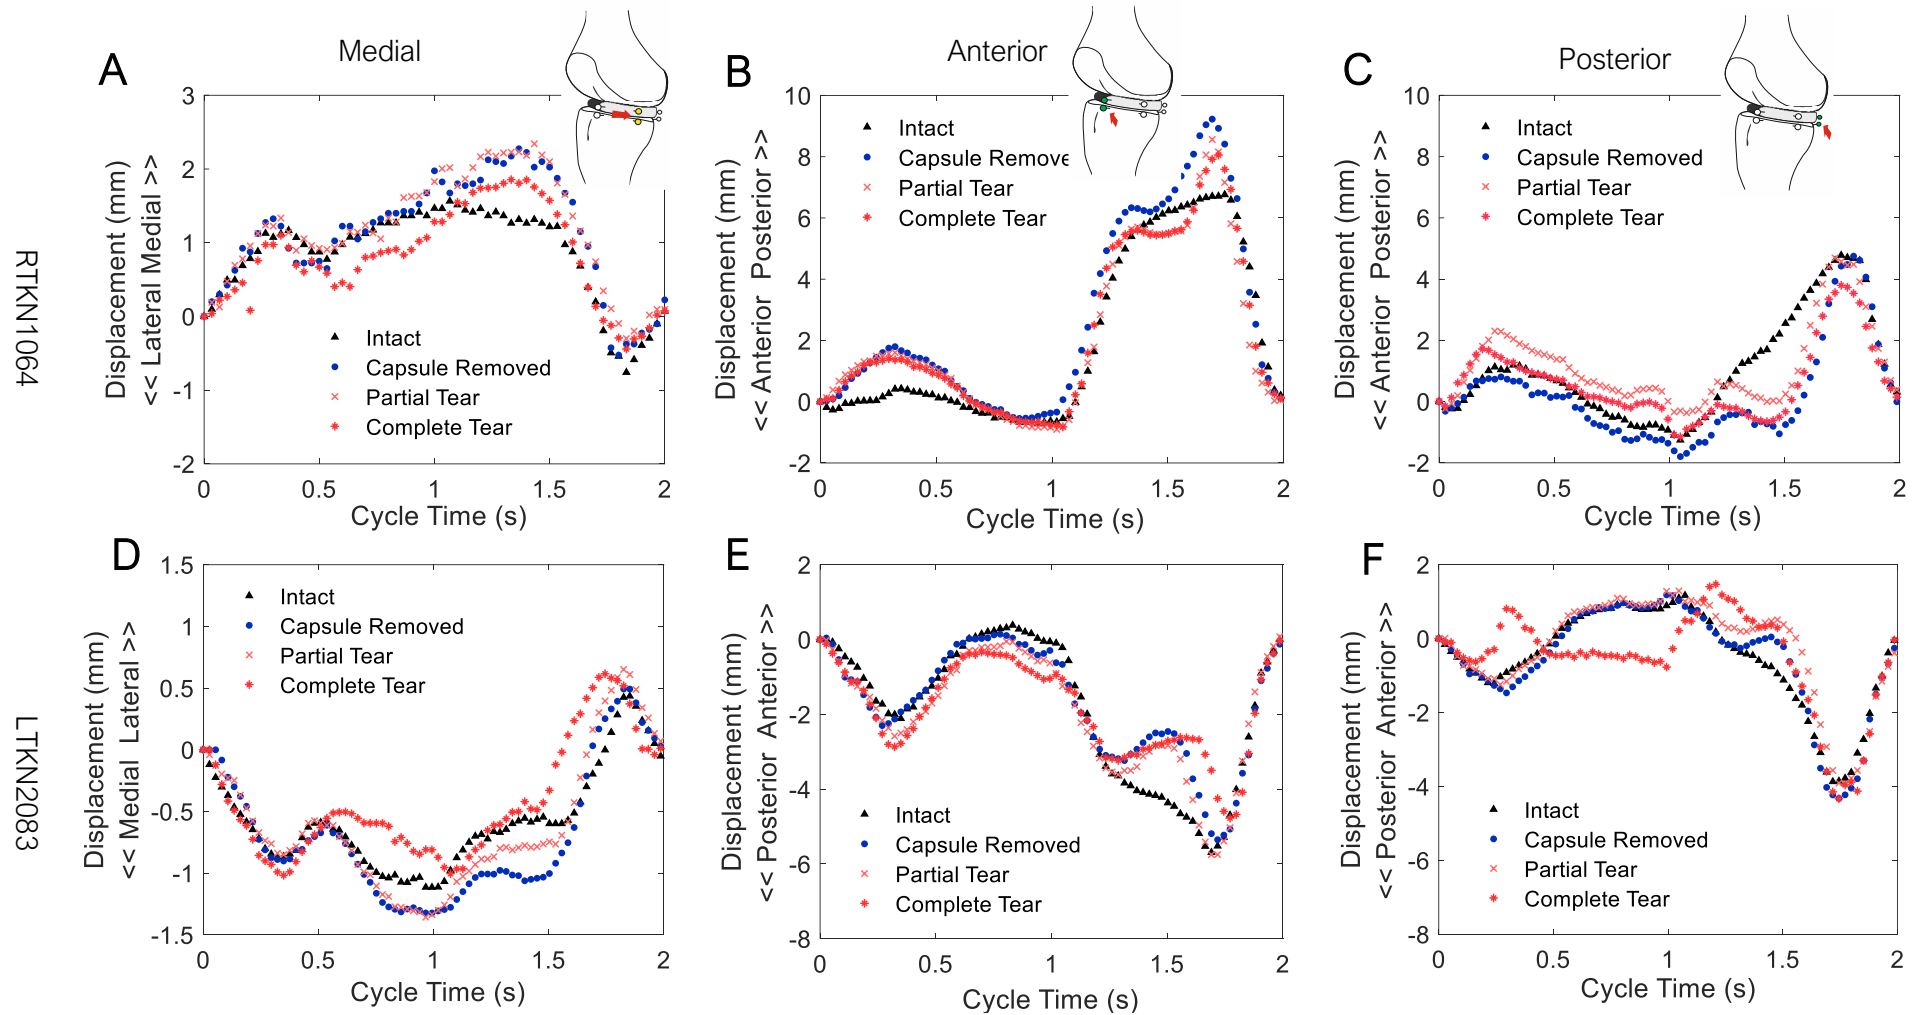 A
Medial
3
2
1
0
-1
-2
0
0.5
1
1.5
2
Displacement (mm)
<< Lateral Medial >>
Intact
Capsule Removed
Partial Tear
Complete Tear
Cycle Time (s)
B
Anterior
10
8
6
4
2
0
-2
0
0.5
1
1.5
2
Displacement (mm)
<< Anterior Posterior >>
Intact
Capsule Remove
Partial Tear
Complete Tear
Cycle Time (s)
C
Posterior
10
8
6
4
2
0
-2
0
0.5
1
1.5
2
Displacement (mm)
<< Anterior Posterior >>
Intact
Capsule Removed
Partial Tear
Complete Tear
Cycle Time (s)
RTKN1064
D
1.5
1
0.5
0
-0.5
-1
-1.5
0
0.5
1
1.5
2
Displacement (mm)
<< Medial Lateral >>
Intact
Capsule Removed
Partial Tear
Complete Tear
Cycle Time (s)
E
2
0
-2
-4
-6
-8
0
0.5
1
1.5
2
Displacement (mm)
<< Posterior Anterior >>
Intact
Capsule Removed
Partial Tear
Complete Tear
Cycle Time (s)
F
2
0
-2
-4
-6
-8
0
0.5
1
1.5
2
Displacement (mm)
<< Posterior Anterior >>
Intact
Capsule Removed
Partial Tear
Complete Tear
Cycle Time (s)
LTKN2083